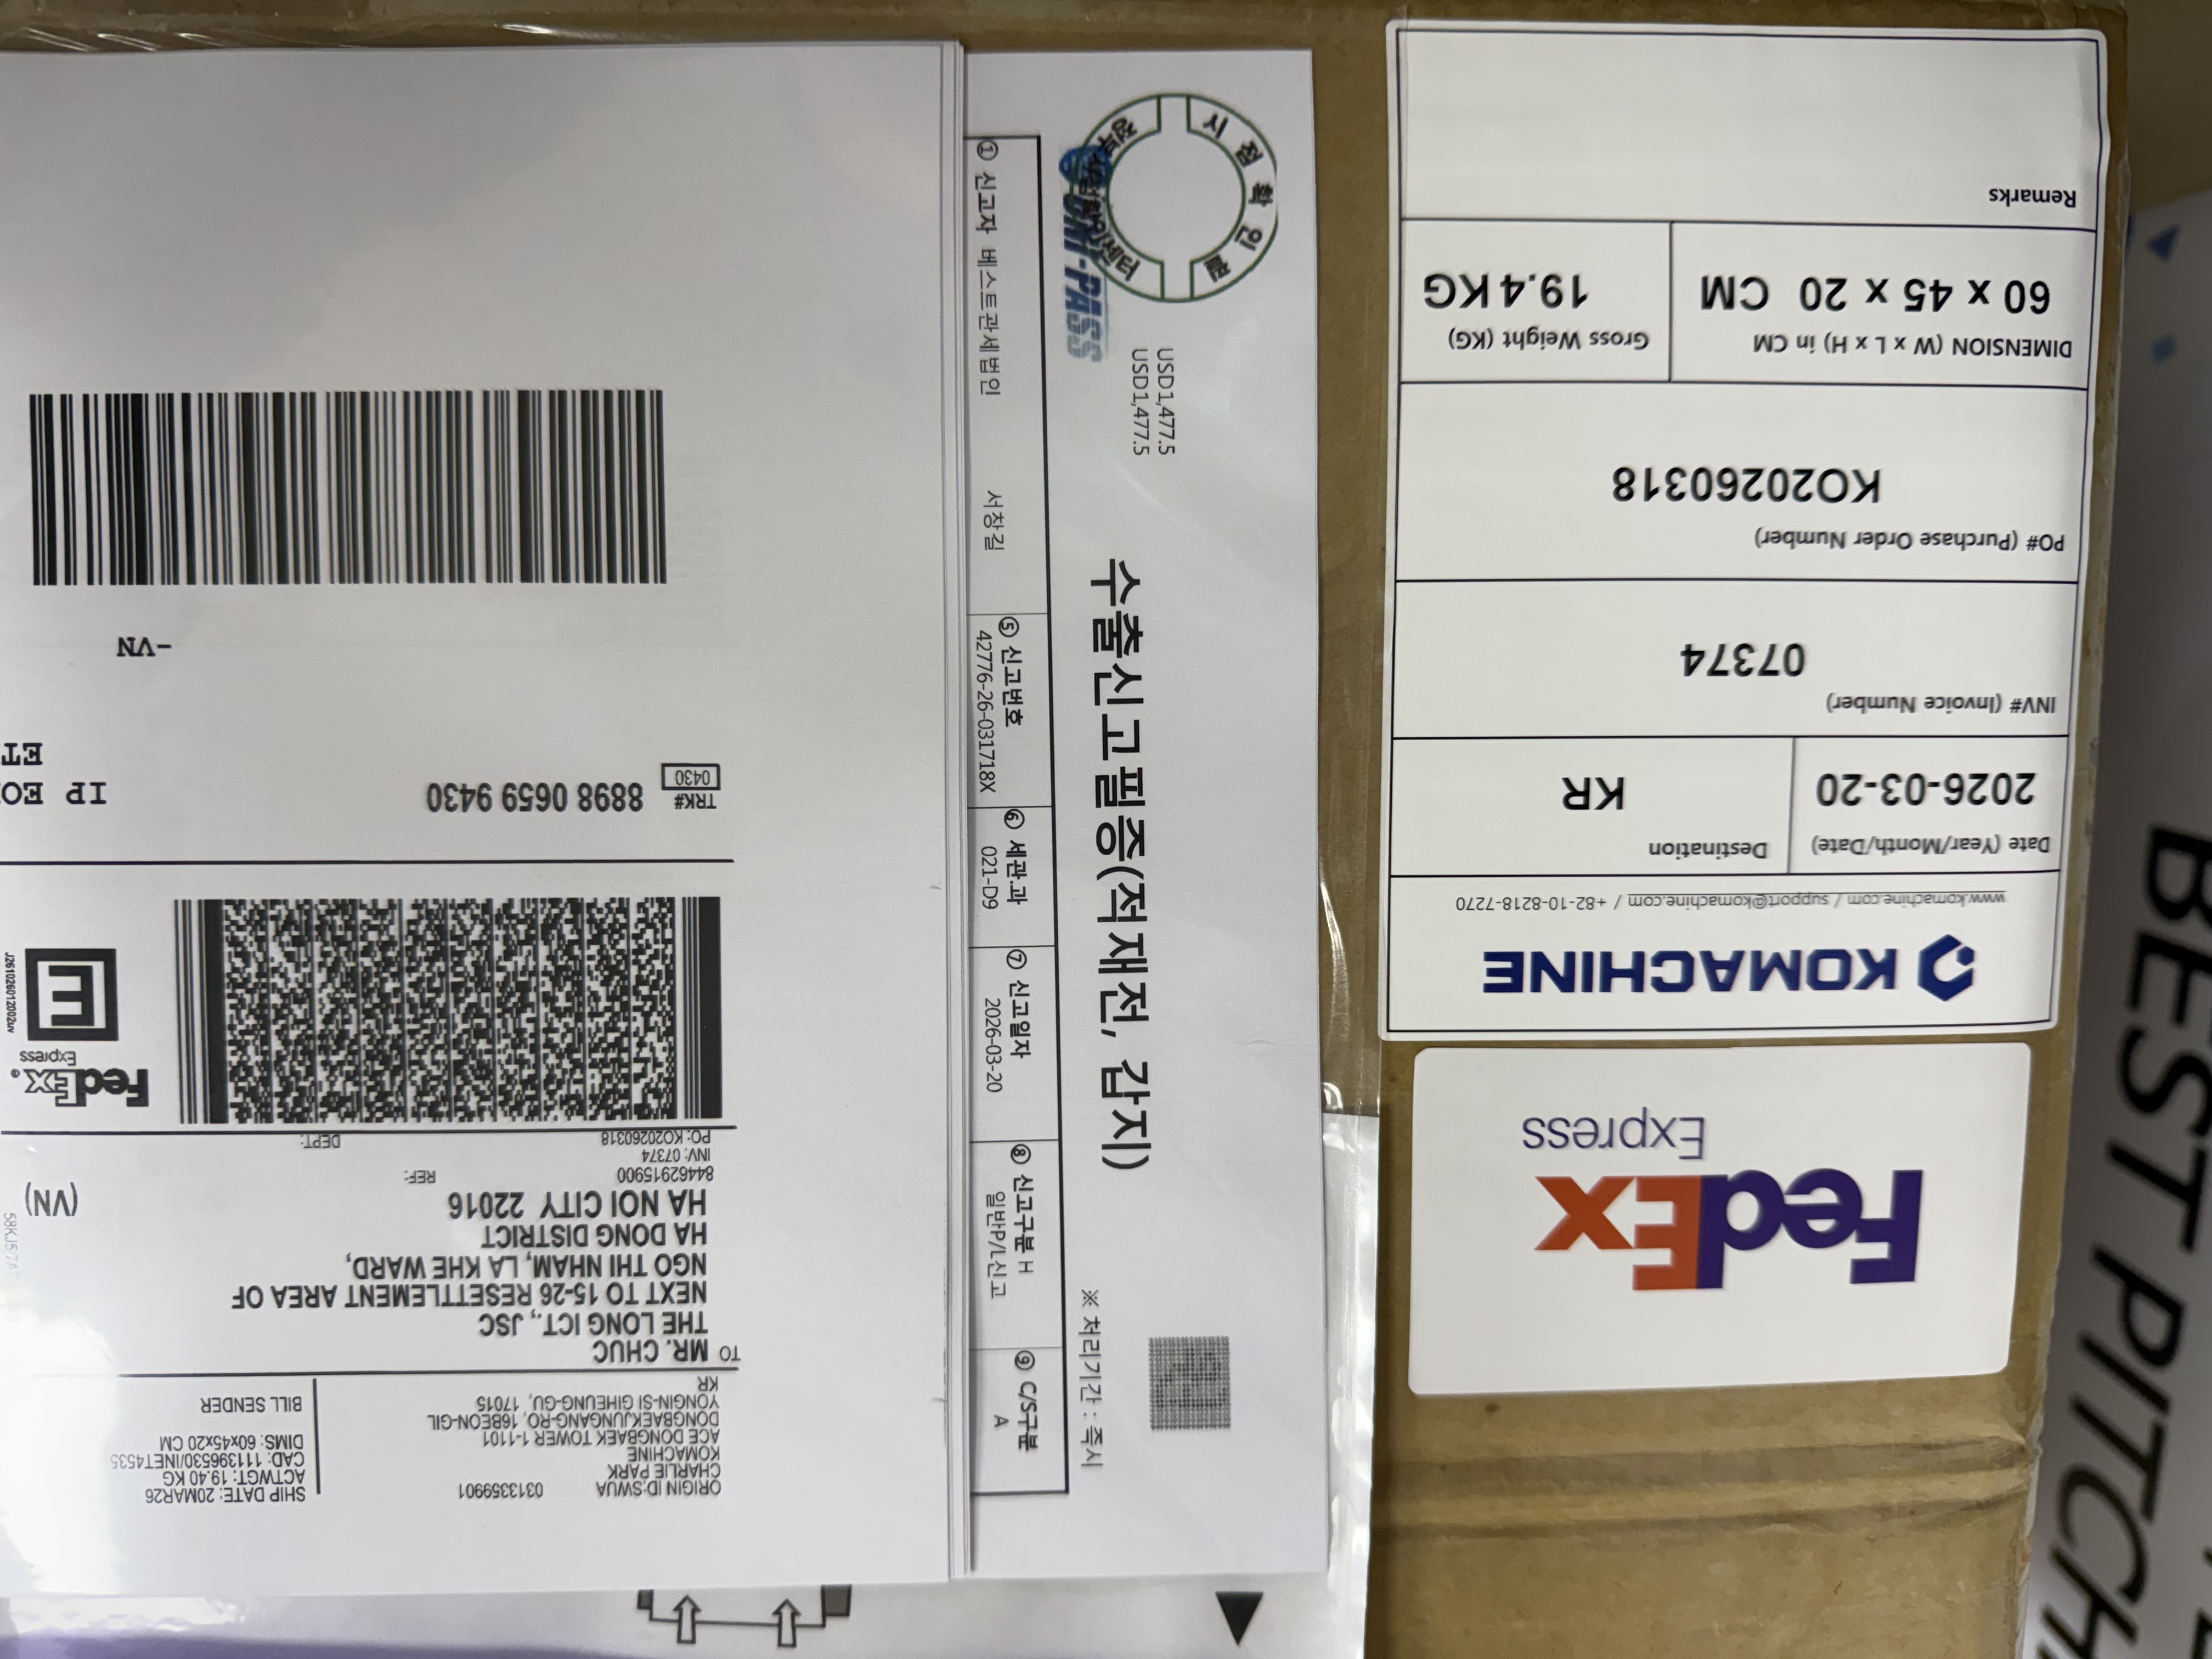 KOMACHINE
www.komachine.com / support@komachine.com / +82-10-8218-7270
Date (Year/Month/Date)
2026-03-20
Destination
KR
INV# (Invoice Number)
07374
PO# (Purchase Order Number)
KO20260318
DIMENSION (W x L x H) in CM
60 x 45 x 20 CM
Gross Weight (KG)
19.4 KG
Remarks
FedEx
Express
ORIGIN ID:SWUA 0313359901
CHARLIE PARK
KOMACHINE
ACE DONGBAEK TOWER 1-1101
DONGBAEKJUNGANG-RO, 16BEON-GIL
YONGIN-SI GIHEUNG-GU, 17015
KR
SHIP DATE: 20MAR26
ACTWGT: 19.40 KG
CAD: 111396530/INET4535
DIMS: 60x45x20 CM
BILL SENDER
TO MR. CHUC
THE LONG ICT., JSC
NEXT TO 15-26 RESETTLEMENT AREA OF
NGO THI NHAM, LA KHE WARD,
HA DONG DISTRICT
HA NOI CITY 22016
(VN)
84462915900 REF:
INV: 07374
PO: KO20260318 DEPT:
FedEx
Express
E
J261026012002uv
TRK# 8898 0659 9430
0430
IP EO
ET
-VN
수출신고필증(적재전, 갑지)
※ 처리기간 : 즉시
USD1,477.5
USD1,477.5
UNI-PASS
① 신고자 베스트관세법인 서창길
⑤ 신고번호
42776-26-031718X
⑥ 세관.과
021-D9
⑦ 신고일자
2026-03-20
⑧ 신고구분 H
일반P/L신고
⑨ C/S구분
A
BEST PITCH